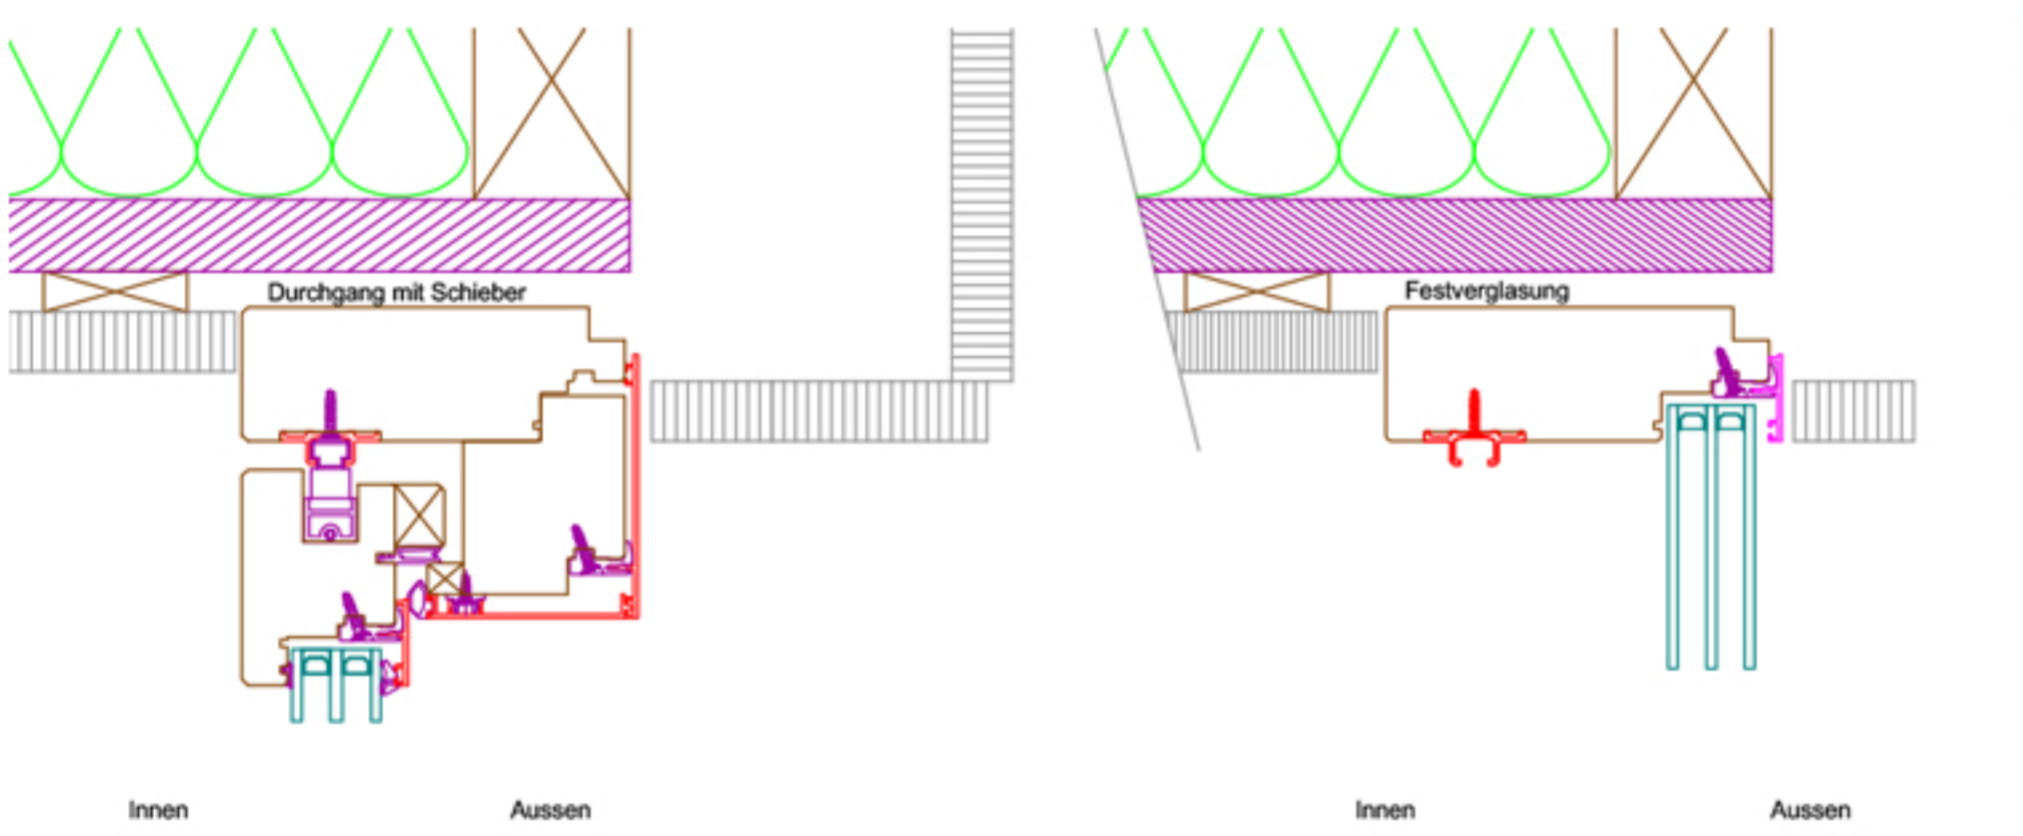 Durchgang mit Schieber
Festverglasung
Innen
Aussen
Innen
Aussen